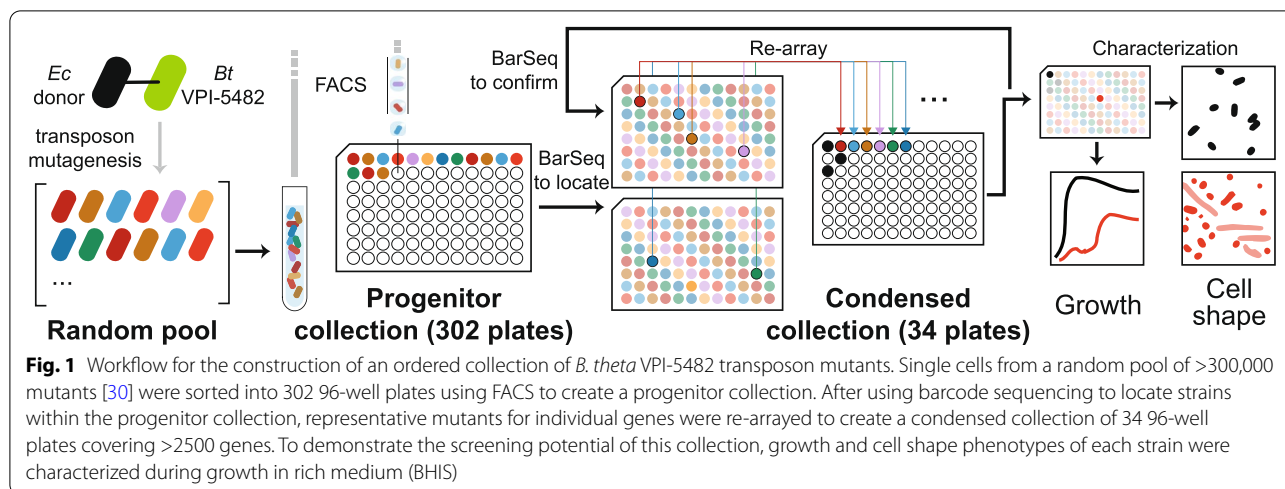 Ec
donor
Bt
VPI-5482
transposon
mutagenesis
...
Random pool
FACS
Progenitor
collection (302 plates)
BarSeq
to locate
BarSeq
to confirm
Re-array
...
Condensed
collection (34 plates)
Characterization
Growth
Cell
shape
Fig. 1 Workflow for the construction of an ordered collection of B. theta VPI-5482 transposon mutants. Single cells from a random pool of >300,000
mutants [30] were sorted into 302 96-well plates using FACS to create a progenitor collection. After using barcode sequencing to locate strains
within the progenitor collection, representative mutants for individual genes were re-arrayed to create a condensed collection of 34 96-well
plates covering >2500 genes. To demonstrate the screening potential of this collection, growth and cell shape phenotypes of each strain were
characterized during growth in rich medium (BHIS)